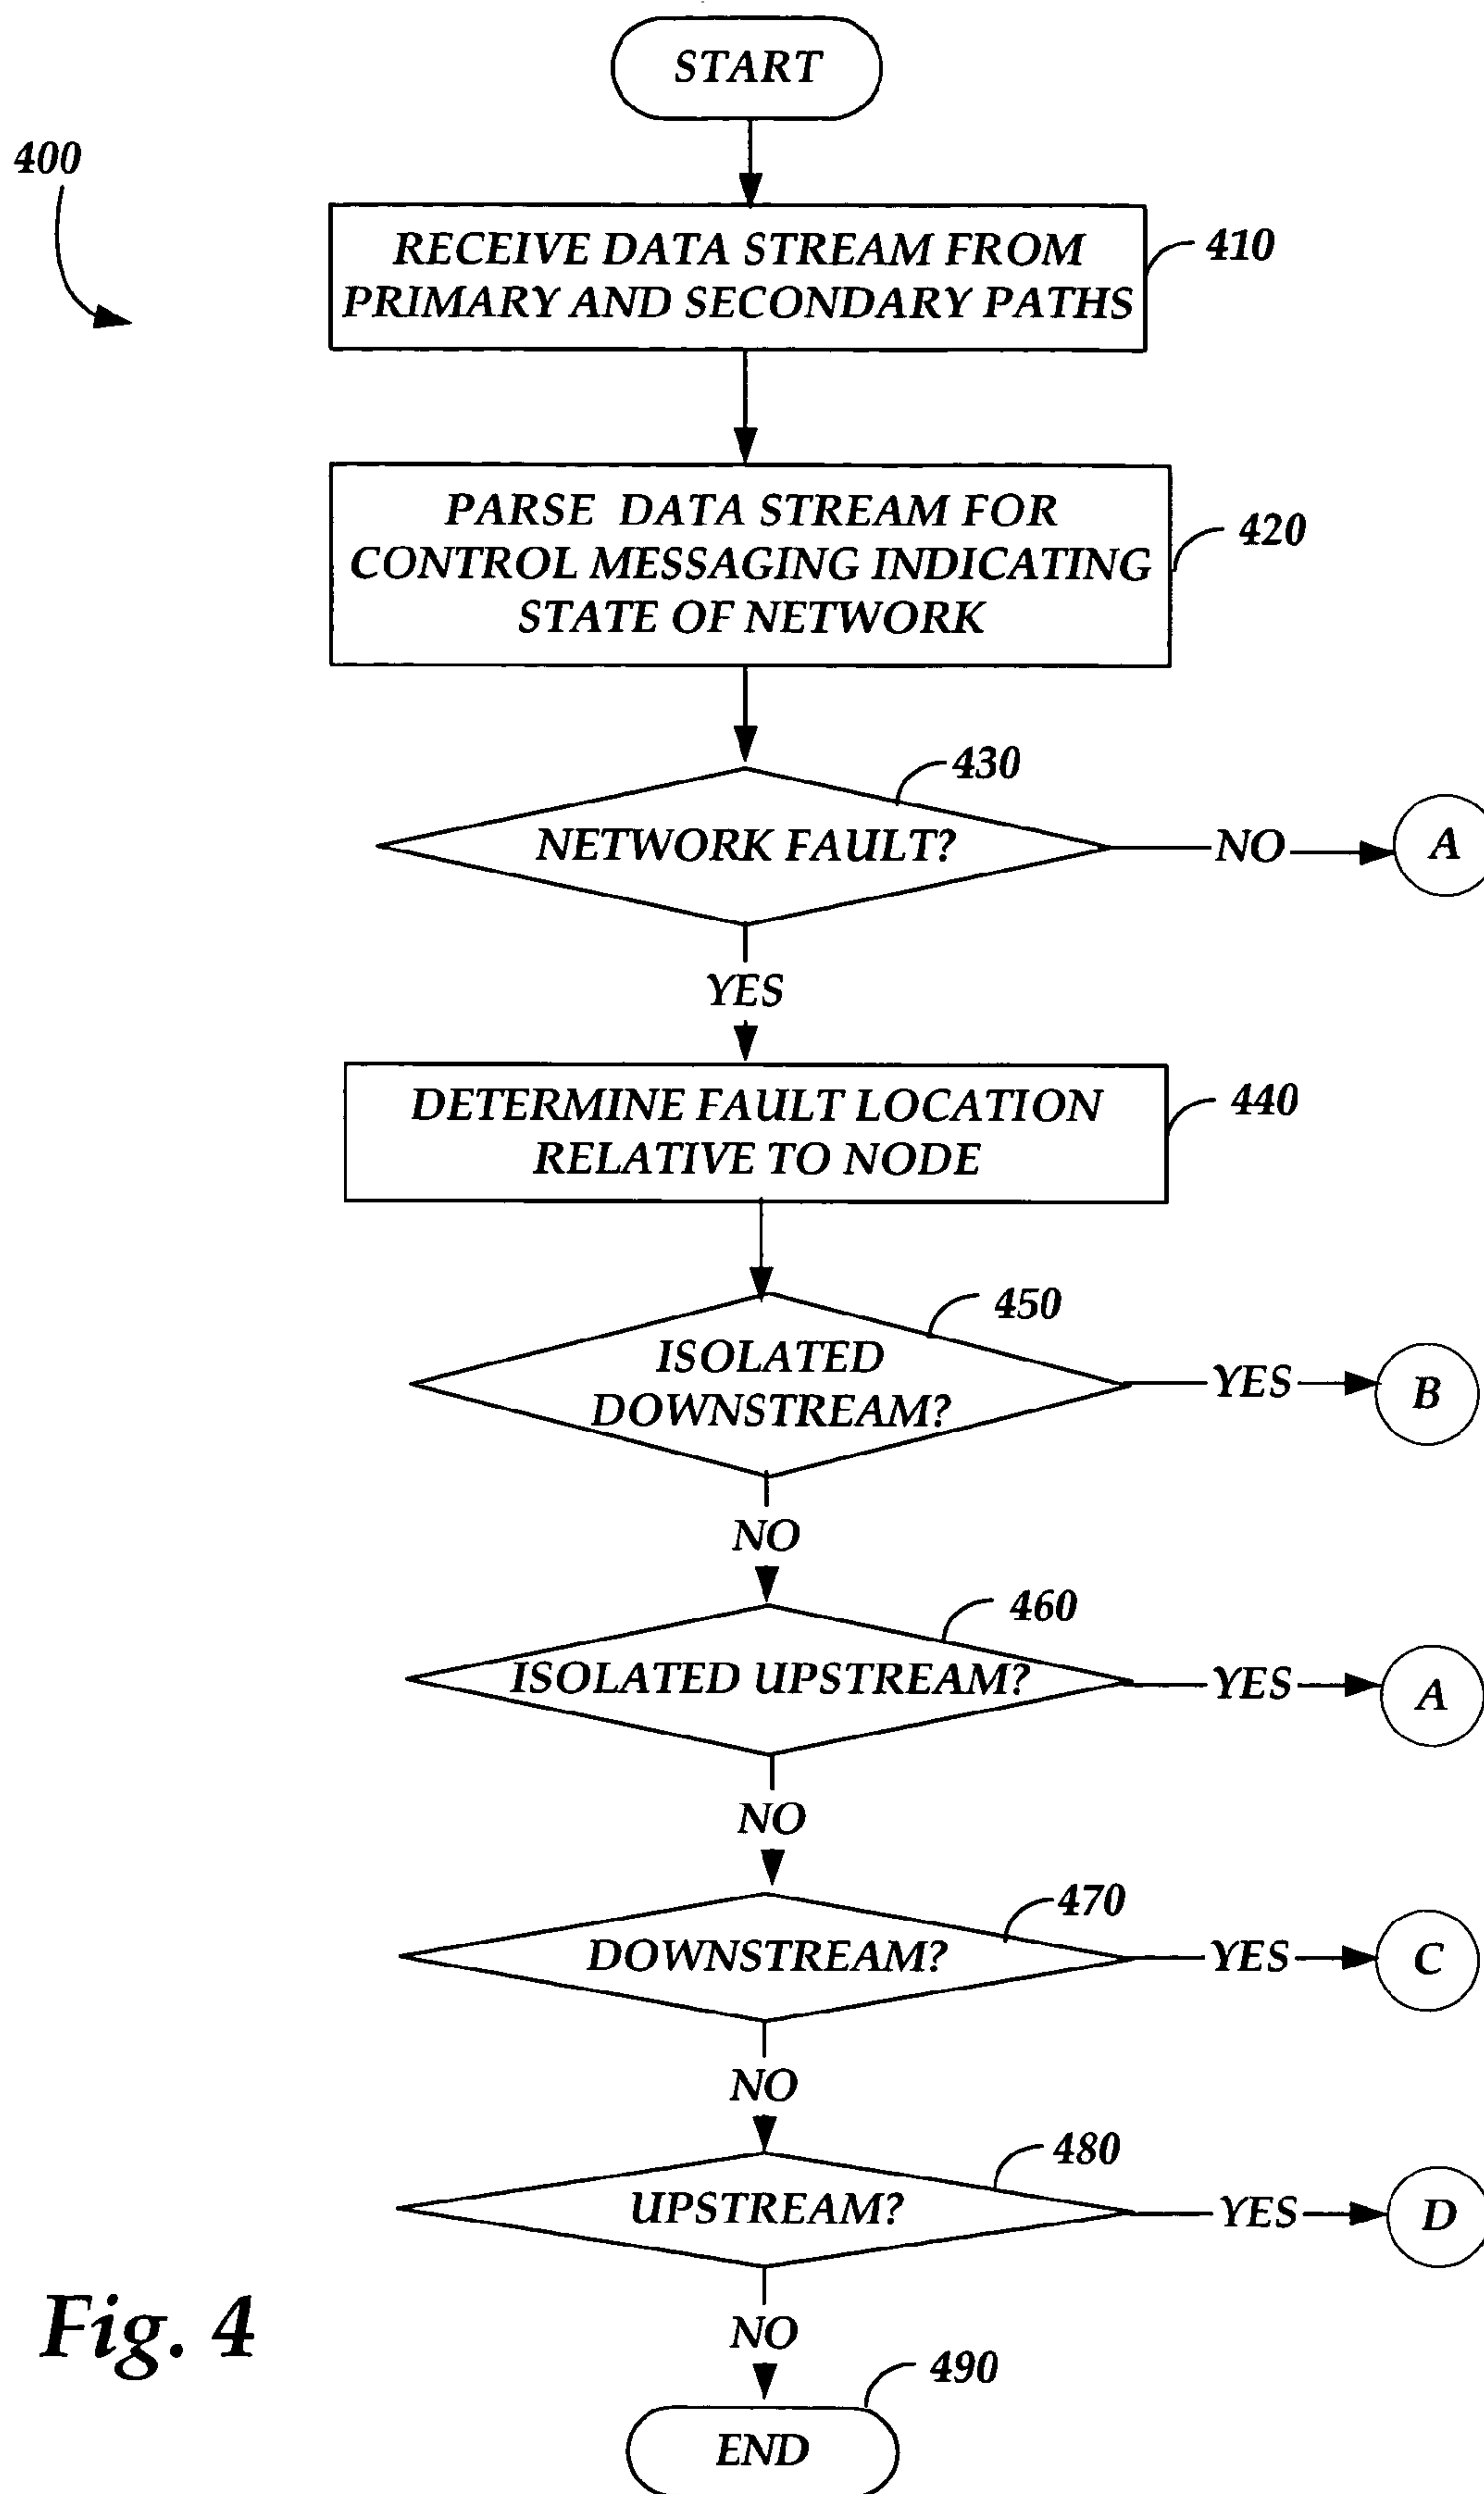 START
400
RECEIVE DATA STREAM FROM
PRIMARY AND SECONDARY PATHS
410
PARSE DATA STREAM FOR
CONTROL MESSAGING INDICATING
STATE OF NETWORK
420
430
NETWORK FAULT?
NO
A
YES
DETERMINE FAULT LOCATION
RELATIVE TO NODE
440
450
ISOLATED
DOWNSTREAM?
YES
B
NO
460
ISOLATED UPSTREAM?
YES
A
NO
470
DOWNSTREAM?
YES
C
NO
480
UPSTREAM?
YES
D
NO
490
END
Fig. 4